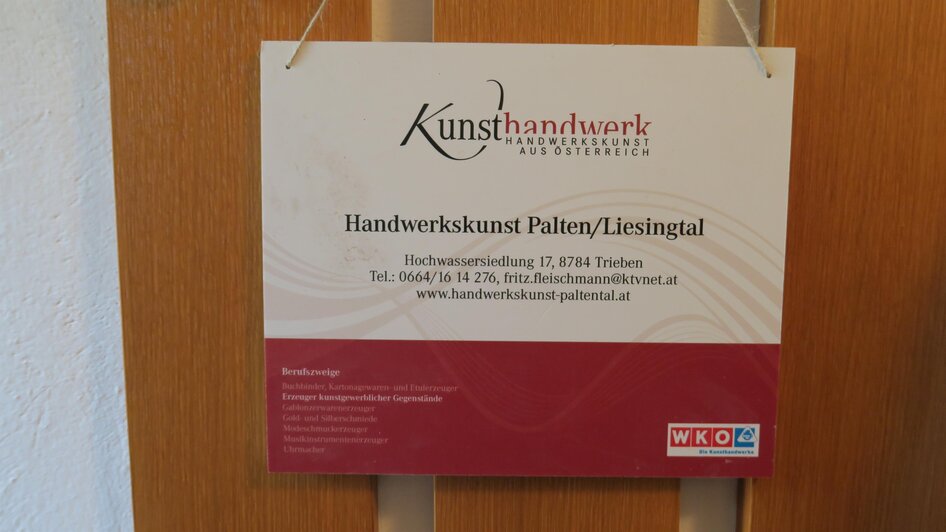 Kunsthandwerk
HANDWERKSKUNST
AUS ÖSTERREICH
Handwerkskunst Palten/Liesingtal
Hochwassersiedlung 17, 8784 Trieben
Tel.: 0664/16 14 276, fritz.fleischmann@ktvnet.at
www.handwerkskunst-paltental.at
Berufszweige
Buchbinder, Kartonagewaren- und Etuierzeuger
Erzeuger kunstgewerblicher Gegenstände
Gablonzerwarenerzeuger
Gold- und Silberschmiede
Modeschmuckerzeuger
Musikinstrumentenerzeuger
Uhrmacher
WKO
Die Kunsthandwerke